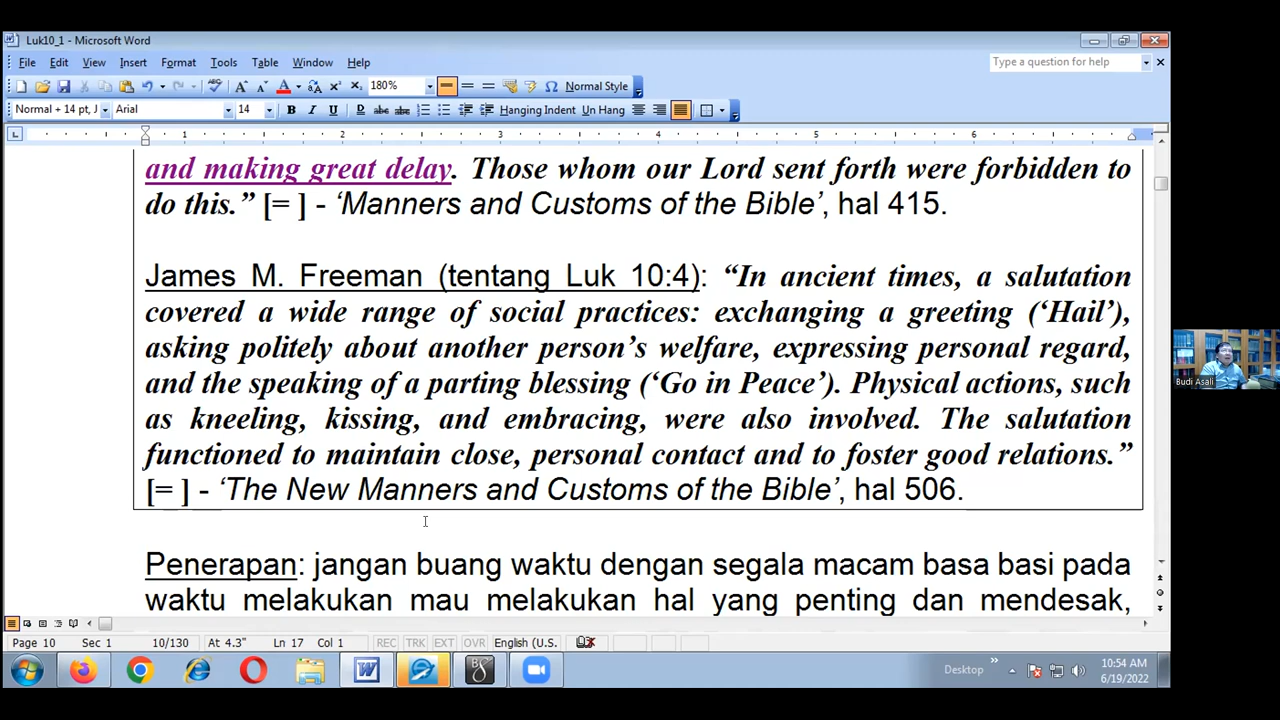 Luk10_1 - Microsoft Word
File Edit View Insert Format Tools Table Window Help
Type a question for help
180%
Normal Style
Normal + 14 pt, J
Arial
14
B I U
Hanging Indent Un Hang
1 2 3 4 5 6
and making great delay. Those whom our Lord sent forth were forbidden to
do this.” [= ] - ‘Manners and Customs of the Bible’, hal 415.
James M. Freeman (tentang Luk 10:4): “In ancient times, a salutation
covered a wide range of social practices: exchanging a greeting (‘Hail’),
asking politely about another person’s welfare, expressing personal regard,
and the speaking of a parting blessing (‘Go in Peace’). Physical actions, such
as kneeling, kissing, and embracing, were also involved. The salutation
functioned to maintain close, personal contact and to foster good relations.”
[= ] - ‘The New Manners and Customs of the Bible’, hal 506.
Penerapan: jangan buang waktu dengan segala macam basa basi pada
waktu melakukan mau melakukan hal yang penting dan mendesak,
Budi Asali
Page 10 Sec 1 10/130 At 4.3" Ln 17 Col 1 REC TRK EXT OVR English (U.S.
Desktop
10:54 AM
6/19/2022